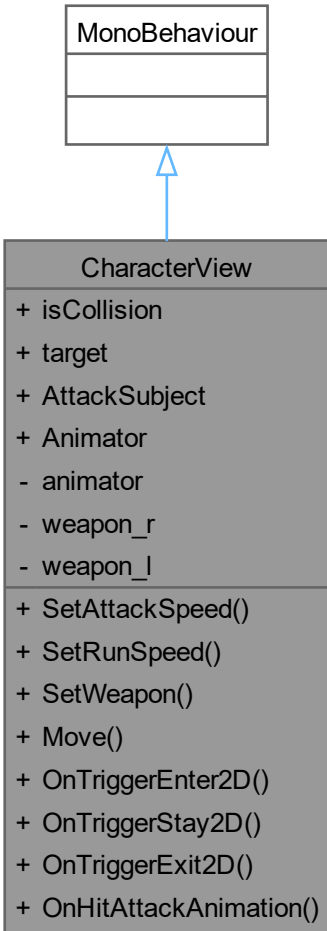 MonoBehaviour
CharacterView
+ isCollision
+ target
+ AttackSubject
+ Animator
- animator
- weapon_r
- weapon_l
+ SetAttackSpeed()
+ SetRunSpeed()
+ SetWeapon()
+ Move()
+ OnTriggerEnter2D()
+ OnTriggerStay2D()
+ OnTriggerExit2D()
+ OnHitAttackAnimation()